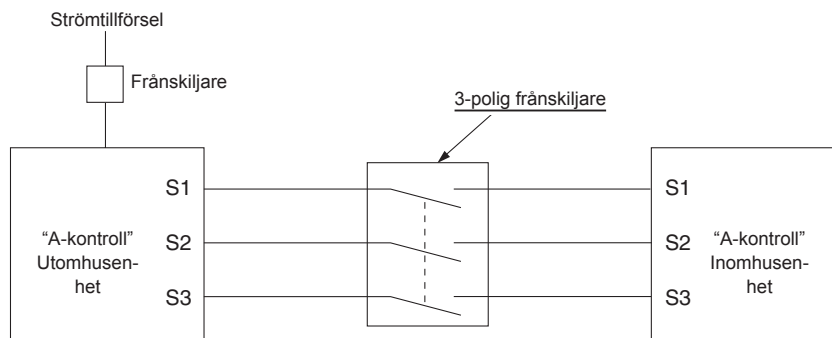 Strömtillförsel
Frånskiljare
3-polig frånskiljare
S1
S1
“A-kontroll”
Utomhusen-
het
S2
S2
“A-kontroll”
Inomhusen-
het
S3
S3